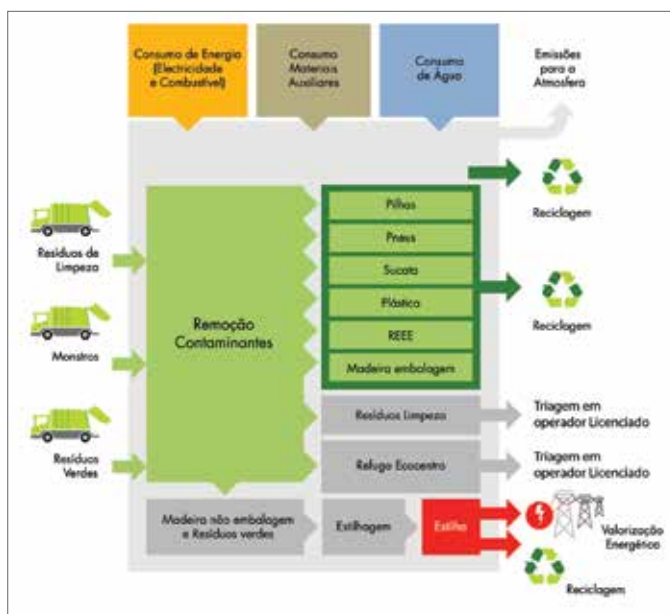 Consumo de Energia
(Electricidade
e Combustível)
Consumo
Materiais
Auxiliares
Consumo
de Água
Emissões
para a
Atmosfera
Resíduos de
Limpeza
Monstros
Resíduos
Verdes
Remoção
Contaminantes
Pilhas
Pneus
Sucata
Plástico
REEE
Madeira embalagem
Resíduos Limpeza
Refugo Ecocentro
Reciclagem
Reciclagem
Triagem em
operador Licenciado
Triagem em
operador Licenciado
Madeira não embalagem
e Resíduos verdes
Estilhagem
Estilha
Valorização
Energética
Reciclagem